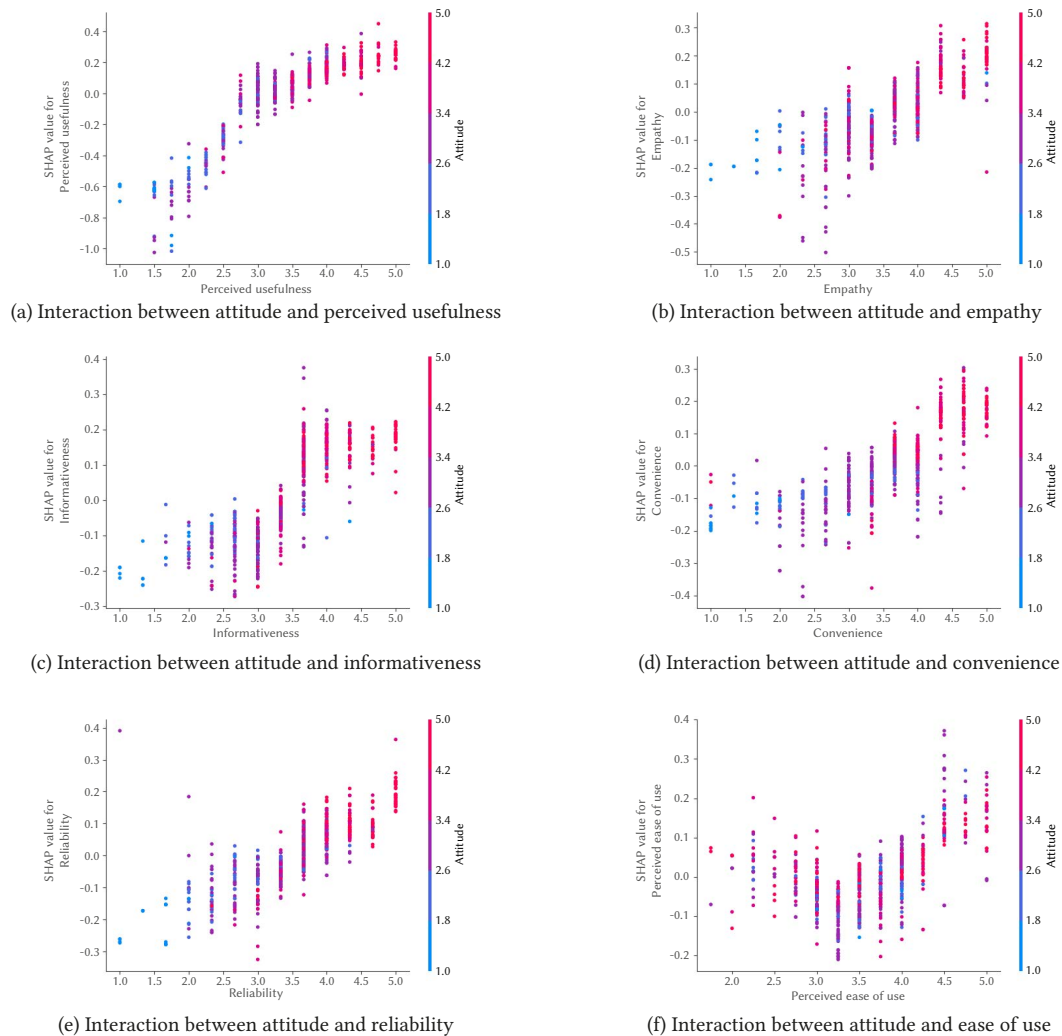 0.4
0.2
0.0
-0.2
-0.4
-0.6
-0.8
-1.0
SHAP value for
Perceived usefulness
1.0 1.5 2.0 2.5 3.0 3.5 4.0 4.5 5.0
Perceived usefulness
5.0
4.2
3.4
2.6
1.8
1.0
Attitude
(a) Interaction between attitude and perceived usefulness
0.3
0.2
0.1
0.0
-0.1
-0.2
-0.3
-0.4
-0.5
SHAP value for
Empathy
1.0 1.5 2.0 2.5 3.0 3.5 4.0 4.5 5.0
Empathy
5.0
4.2
3.4
2.6
1.8
1.0
Attitude
(b) Interaction between attitude and empathy
0.4
0.3
0.2
0.1
0.0
-0.1
-0.2
-0.3
SHAP value for
Informativeness
1.0 1.5 2.0 2.5 3.0 3.5 4.0 4.5 5.0
Informativeness
5.0
4.2
3.4
2.6
1.8
1.0
Attitude
(c) Interaction between attitude and informativeness
0.3
0.2
0.1
0.0
-0.1
-0.2
-0.3
-0.4
SHAP value for
Convenience
1.0 1.5 2.0 2.5 3.0 3.5 4.0 4.5 5.0
Convenience
5.0
4.2
3.4
2.6
1.8
1.0
Attitude
(d) Interaction between attitude and convenience
0.4
0.3
0.2
0.1
0.0
-0.1
-0.2
-0.3
SHAP value for
Reliability
1.0 1.5 2.0 2.5 3.0 3.5 4.0 4.5 5.0
Reliability
5.0
4.2
3.4
2.6
1.8
1.0
Attitude
(e) Interaction between attitude and reliability
0.4
0.3
0.2
0.1
0.0
-0.1
-0.2
SHAP value for
Perceived ease of use
2.0 2.5 3.0 3.5 4.0 4.5 5.0
Perceived ease of use
5.0
4.2
3.4
2.6
1.8
1.0
Attitude
(f) Interaction between attitude and ease of use